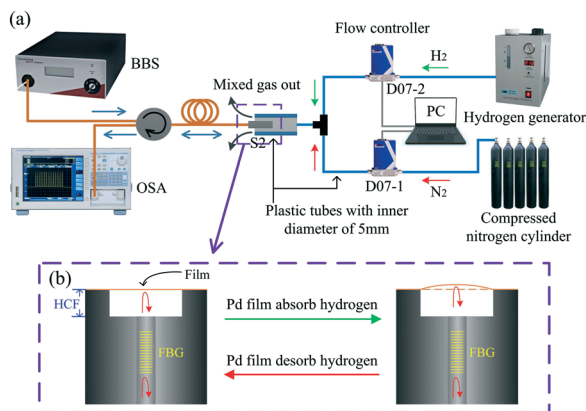 (a)
BBS
Flow controller
H2
Mixed gas out
D07-2
PC
Hydrogen generator
S2
OSA
D07-1
N2
Plastic tubes with inner
diameter of 5mm
Compressed
nitrogen cylinder
(b)
Film
HCF
Pd film absorb hydrogen
FBG
FBG
Pd film desorb hydrogen